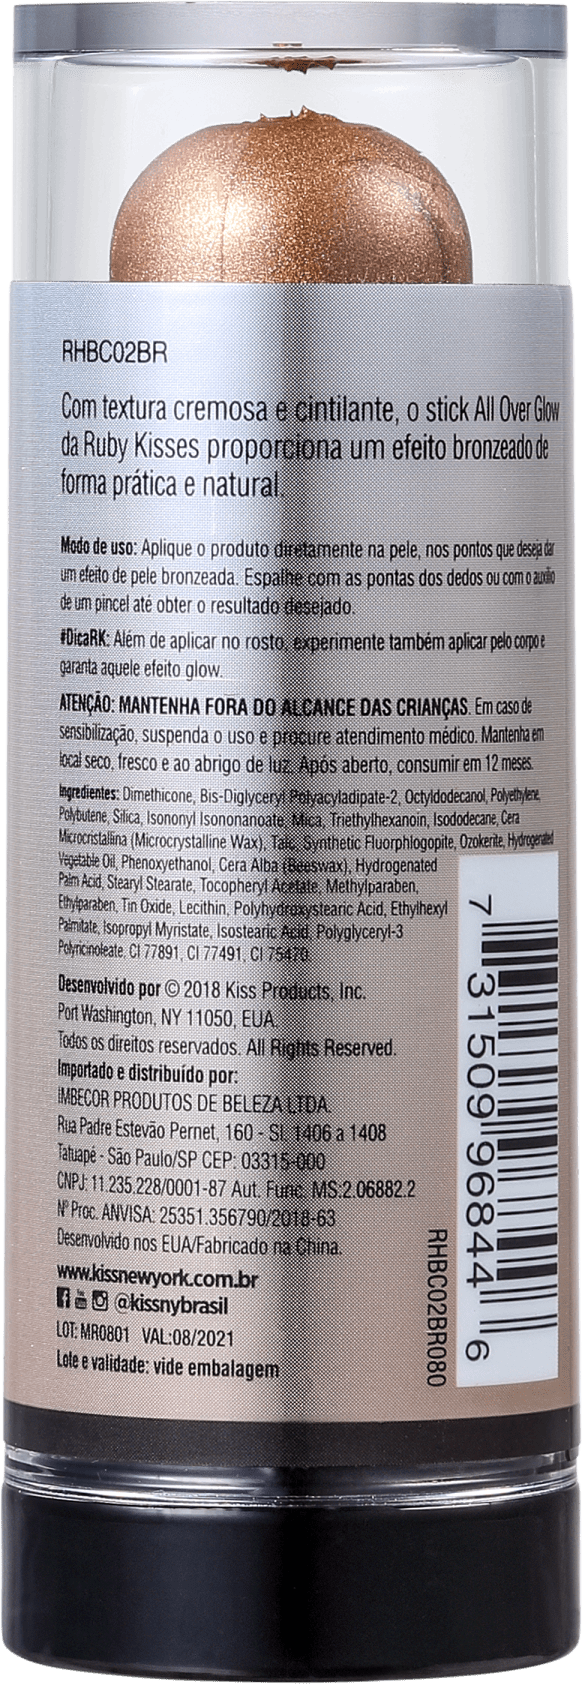 RHBC02BR
Com textura cremosa e cintilante, o stick All Over Glow
da Ruby Kisses proporciona um efeito bronzeado de
forma prática e natural.
Modo de uso: Aplique o produto diretamente na pele, nos pontos que deseja dar
um efeito de pele bronzeada. Espalhe com as pontas dos dedos ou com o auxílio
de um pincel até obter o resultado desejado.
#DicaRK: Além de aplicar no rosto, experimente também aplicar pelo corpo e
garanta aquele efeito glow.
ATENÇÃO: MANTENHA FORA DO ALCANCE DAS CRIANÇAS. Em caso de
sensibilização, suspenda o uso e procure atendimento médico. Mantenha em
local seco, fresco e ao abrigo de luz. Após aberto, consumir em 12 meses.
Ingredientes: Dimethicone, Bis-Diglyceryl Polyacyladipate-2, Octyldodecanol, Polyethylene,
Polybutene, Silica, Isononyl Isononanoate, Mica, Triethylhexanoin, Isododecane, Cera
Microcristallina (Microcrystalline Wax), Talc, Synthetic Fluorphlogopite, Ozokerite, Hydrogenated
Vegetable Oil, Phenoxyethanol, Cera Alba (Beeswax), Hydrogenated
Palm Acid, Stearyl Stearate, Tocopheryl Acetate, Methylparaben,
Ethylparaben, Tin Oxide, Lecithin, Polyhydroxystearic Acid, Ethylhexyl
Palmitate, Isopropyl Myristate, Isostearic Acid, Polyglyceryl-3
Polyricinoleate, CI 77891, CI 77491, CI 75470.
Desenvolvido por © 2018 Kiss Products, Inc.
Port Washington, NY 11050, EUA.
Todos os direitos reservados. All Rights Reserved.
Importado e distribuído por:
IMBECOR PRODUTOS DE BELEZA LTDA.
Rua Padre Estevão Pernet, 160 - SL 1406 a 1408
Tatuapé - São Paulo/SP CEP: 03315-000
CNPJ: 11.235.228/0001-87 Aut. Func. MS:2.06882.2
Nº Proc. ANVISA: 25351.356790/2018-63
Desenvolvido nos EUA/Fabricado na China.
www.kissnewyork.com.br
@kissnybrasil
LOT: MR0801 VAL:08/2021
Lote e validade: vide embalagem
RHBC02BR080
7 31509 96844 6